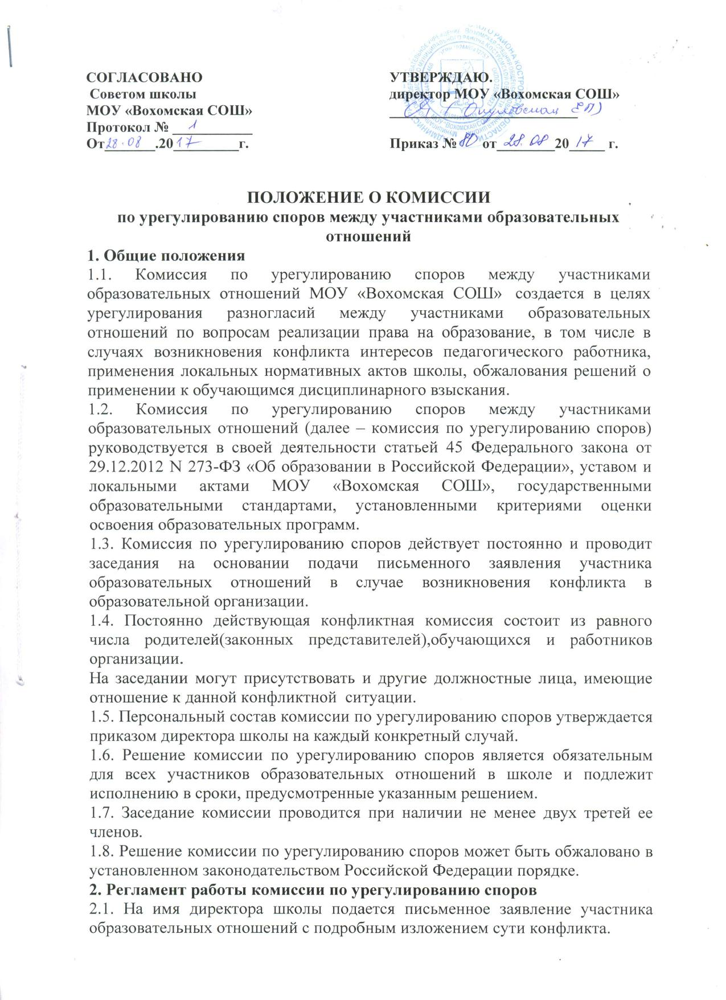 СОГЛАСОВАНО
Советом школы
МОУ «Вохомская СОШ»
Протокол № 1
От 28.08.2017г.
УТВЕРЖДАЮ.
директор МОУ «Вохомская СОШ»
Приказ № 80 от 28.08 2017 г.
ПОЛОЖЕНИЕ О КОМИССИИ
по урегулированию споров между участниками образовательных
отношений
1. Общие положения
1.1. Комиссия по урегулированию споров между участниками
образовательных отношений МОУ «Вохомская СОШ» создается в целях
урегулирования разногласий между участниками образовательных
отношений по вопросам реализации права на образование, в том числе в
случаях возникновения конфликта интересов педагогического работника,
применения локальных нормативных актов школы, обжалования решений о
применении к обучающимся дисциплинарного взыскания.
1.2. Комиссия по урегулированию споров между участниками
образовательных отношений (далее – комиссия по урегулированию споров)
руководствуется в своей деятельности статьей 45 Федерального закона от
29.12.2012 N 273-ФЗ «Об образовании в Российской Федерации», уставом и
локальными актами МОУ «Вохомская СОШ», государственными
образовательными стандартами, установленными критериями оценки
освоения образовательных программ.
1.3. Комиссия по урегулированию споров действует постоянно и проводит
заседания на основании подачи письменного заявления участника
образовательных отношений в случае возникновения конфликта в
образовательной организации.
1.4. Постоянно действующая конфликтная комиссия состоит из равного
числа родителей(законных представителей),обучающихся и работников
организации.
На заседании могут присутствовать и другие должностные лица, имеющие
отношение к данной конфликтной ситуации.
1.5. Персональный состав комиссии по урегулированию споров утверждается
приказом директора школы на каждый конкретный случай.
1.6. Решение комиссии по урегулированию споров является обязательным
для всех участников образовательных отношений в школе и подлежит
исполнению в сроки, предусмотренные указанным решением.
1.7. Заседание комиссии проводится при наличии не менее двух третей ее
членов.
1.8. Решение комиссии по урегулированию споров может быть обжаловано в
установленном законодательством Российской Федерации порядке.
2. Регламент работы комиссии по урегулированию споров
2.1. На имя директора школы подается письменное заявление участника
образовательных отношений с подробным изложением сути конфликта.